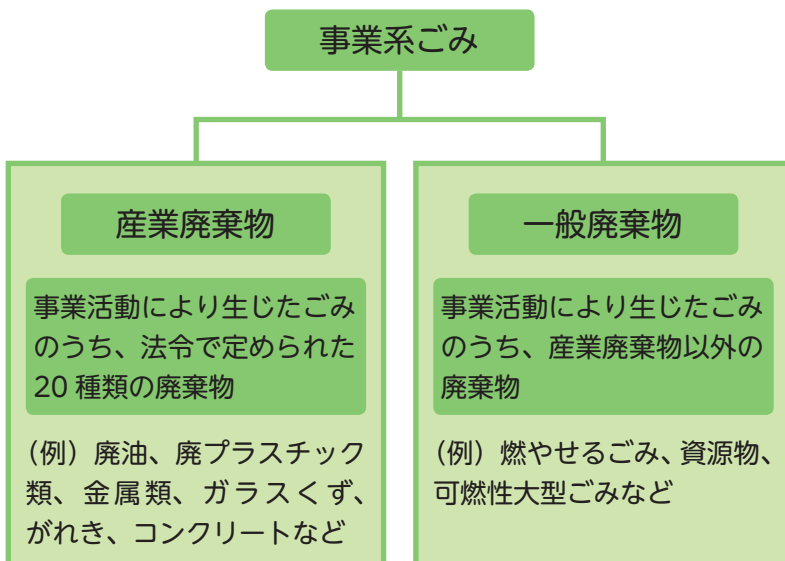 事業系ごみ
産業廃棄物
事業活動により生じたごみ
のうち、法令で定められた
20 種類の廃棄物
（例）廃油、廃プラスチック
類、金属類、ガラスくず、
がれき、コンクリートなど
一般廃棄物
事業活動により生じたごみ
のうち、産業廃棄物以外の
廃棄物
（例）燃やせるごみ、資源物、
可燃性大型ごみなど